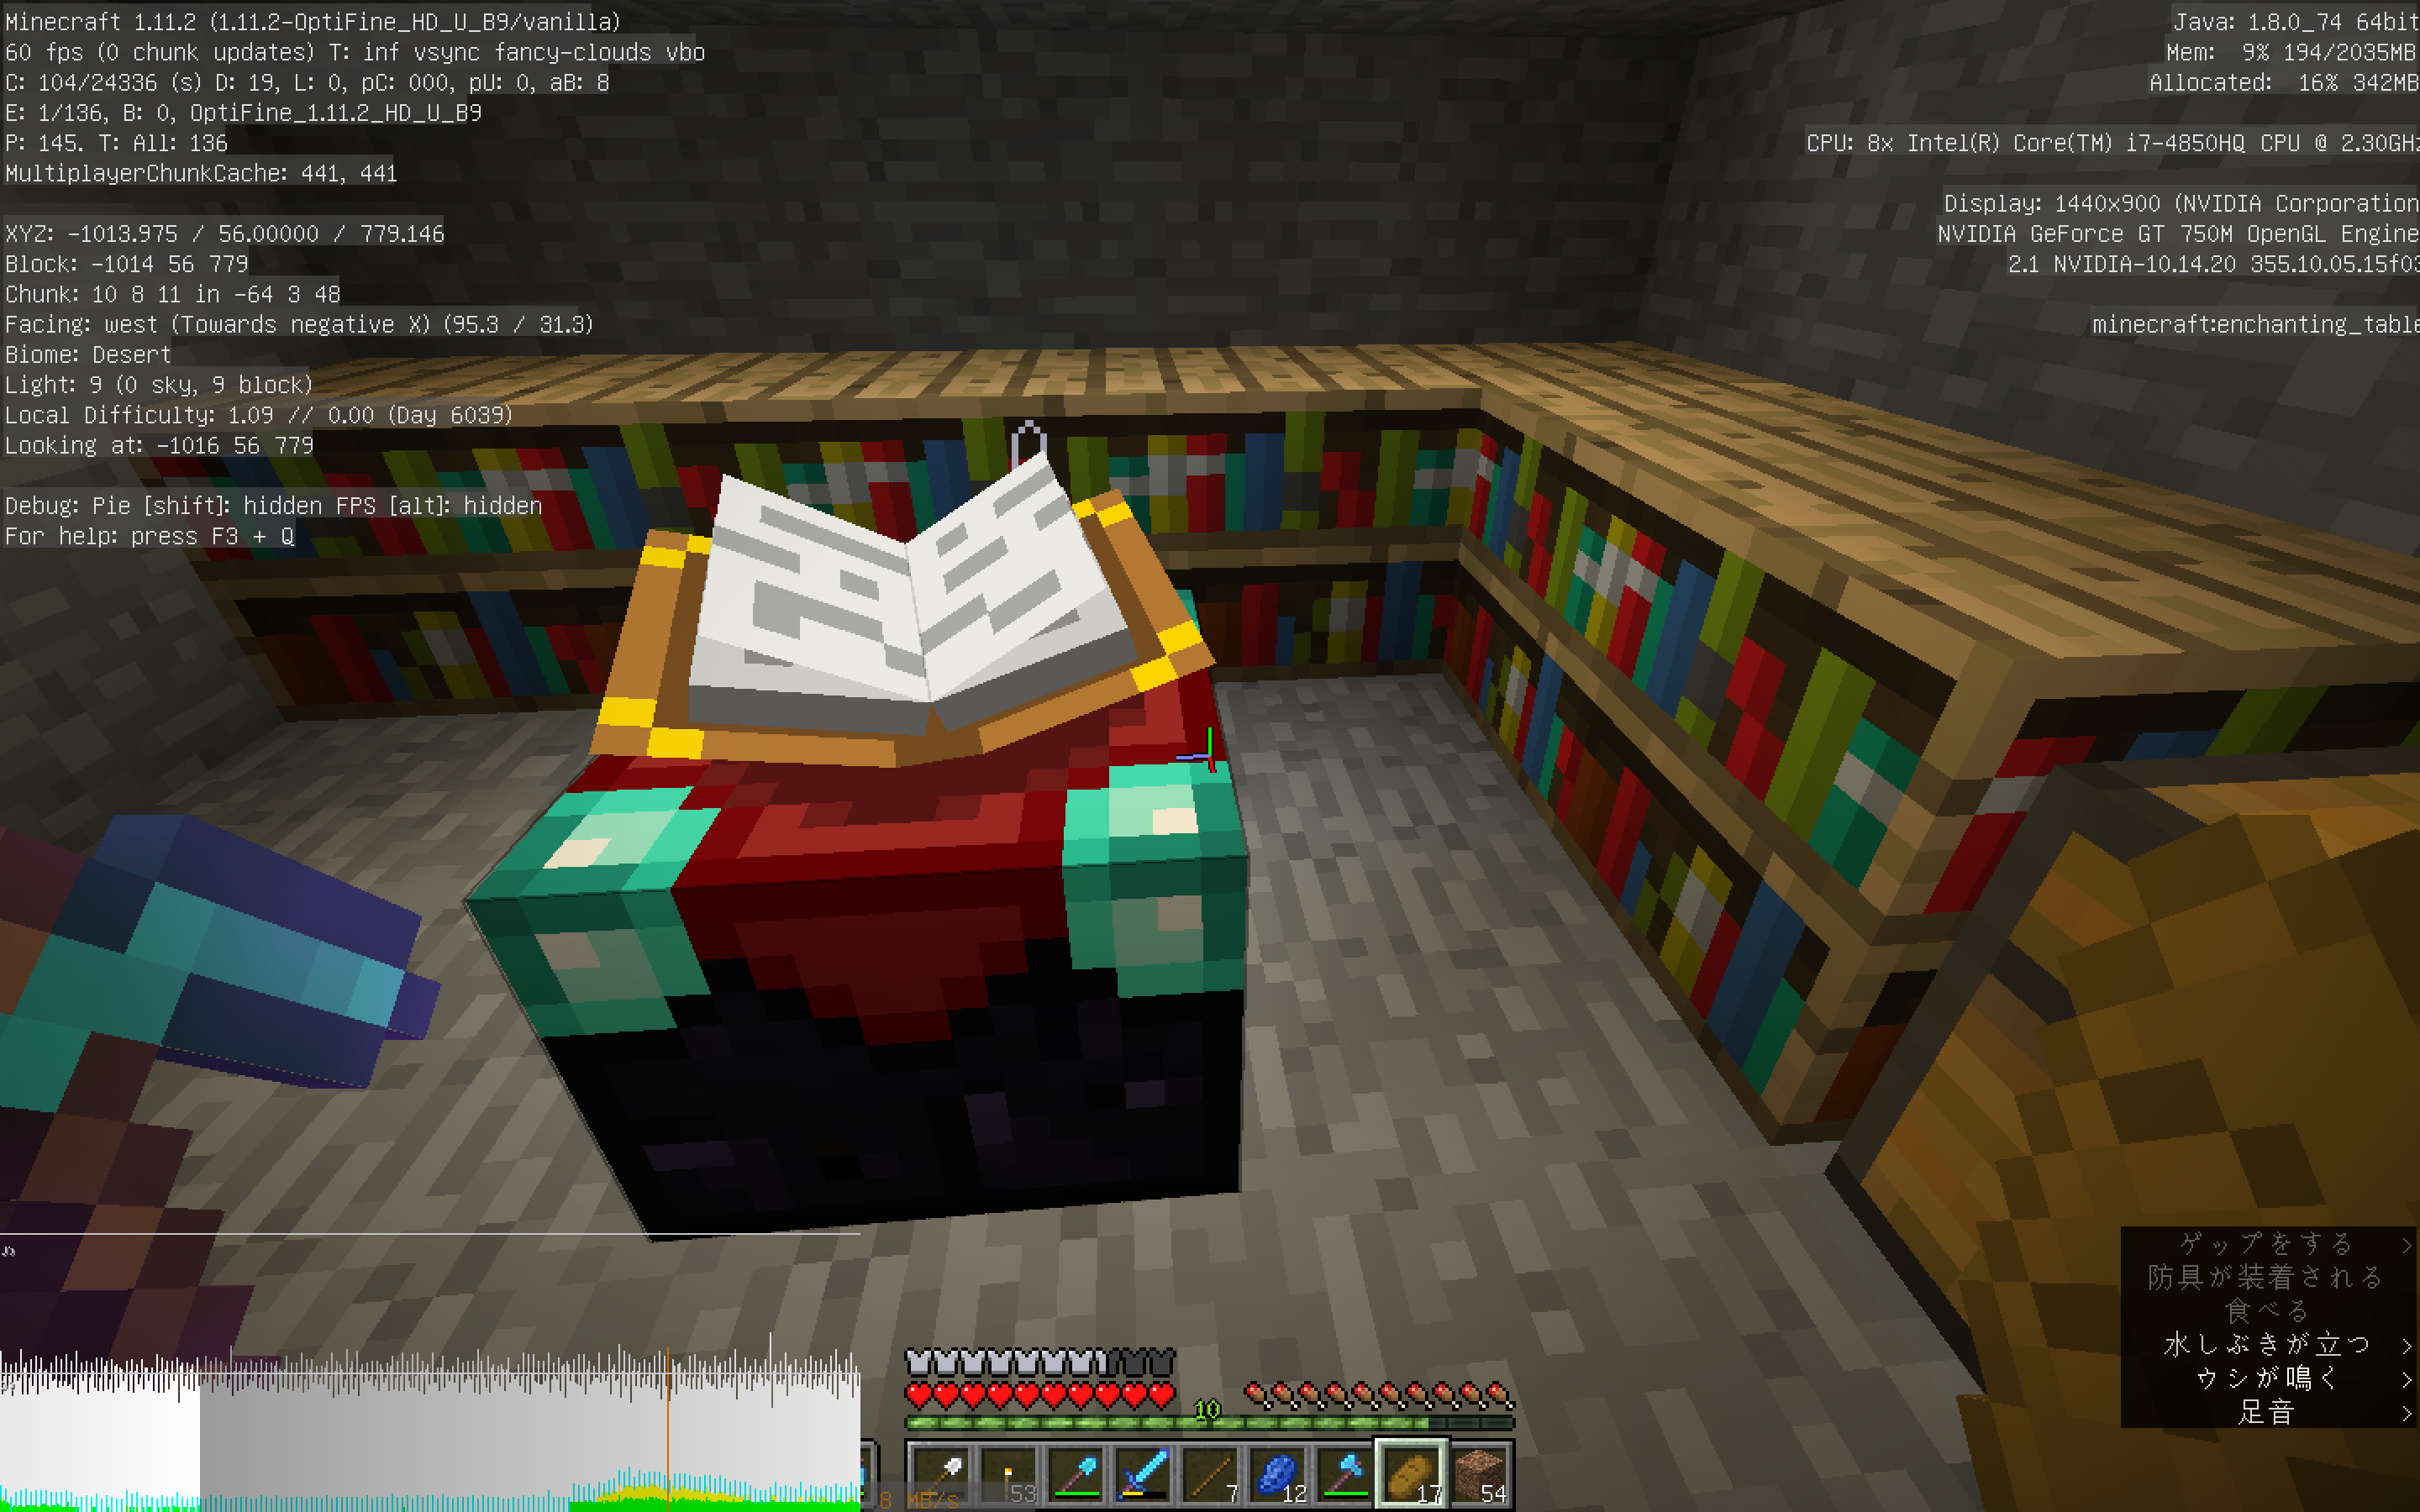 Minecraft 1.11.2 (1.11.2-OptiFine_HD_U_B9/vanilla)
60 fps (0 chunk updates) T: inf vsync fancy-clouds vbo
C: 104/24336 (s) D: 19, L: 0, pC: 000, pU: 0, aB: 8
E: 1/136, B: 0, OptiFine_1.11.2_HD_U_B9
P: 145. T: All: 136
MultiplayerChunkCache: 441, 441
XYZ: -1013.975 / 56.00000 / 779.146
Block: -1014 56 779
Chunk: 10 8 11 in -64 3 48
Facing: west (Towards negative X) (95.3 / 31.3)
Biome: Desert
Light: 9 (0 sky, 9 block)
Local Difficulty: 1.09 // 0.00 (Day 6039)
Looking at: -1016 56 779
Debug: Pie [shift]: hidden FPS [alt]: hidden
For help: press F3 + Q
Java: 1.8.0_74 64bit
Mem: 9% 194/2035MB
Allocated: 16% 342MB
CPU: 8x Intel(R) Core(TM) i7-4850HQ CPU @ 2.30GHz
Display: 1440x900 (NVIDIA Corporation
NVIDIA GeForce GT 750M OpenGL Engine
2.1 NVIDIA-10.14.20 355.10.05.15f03
minecraft:enchanting_table
ゲップをする >
防具が装着される
食べる
水しぶきが立つ >
ウシが鳴く >
足音 >
10
53 7 12 17 54
8 MB/s